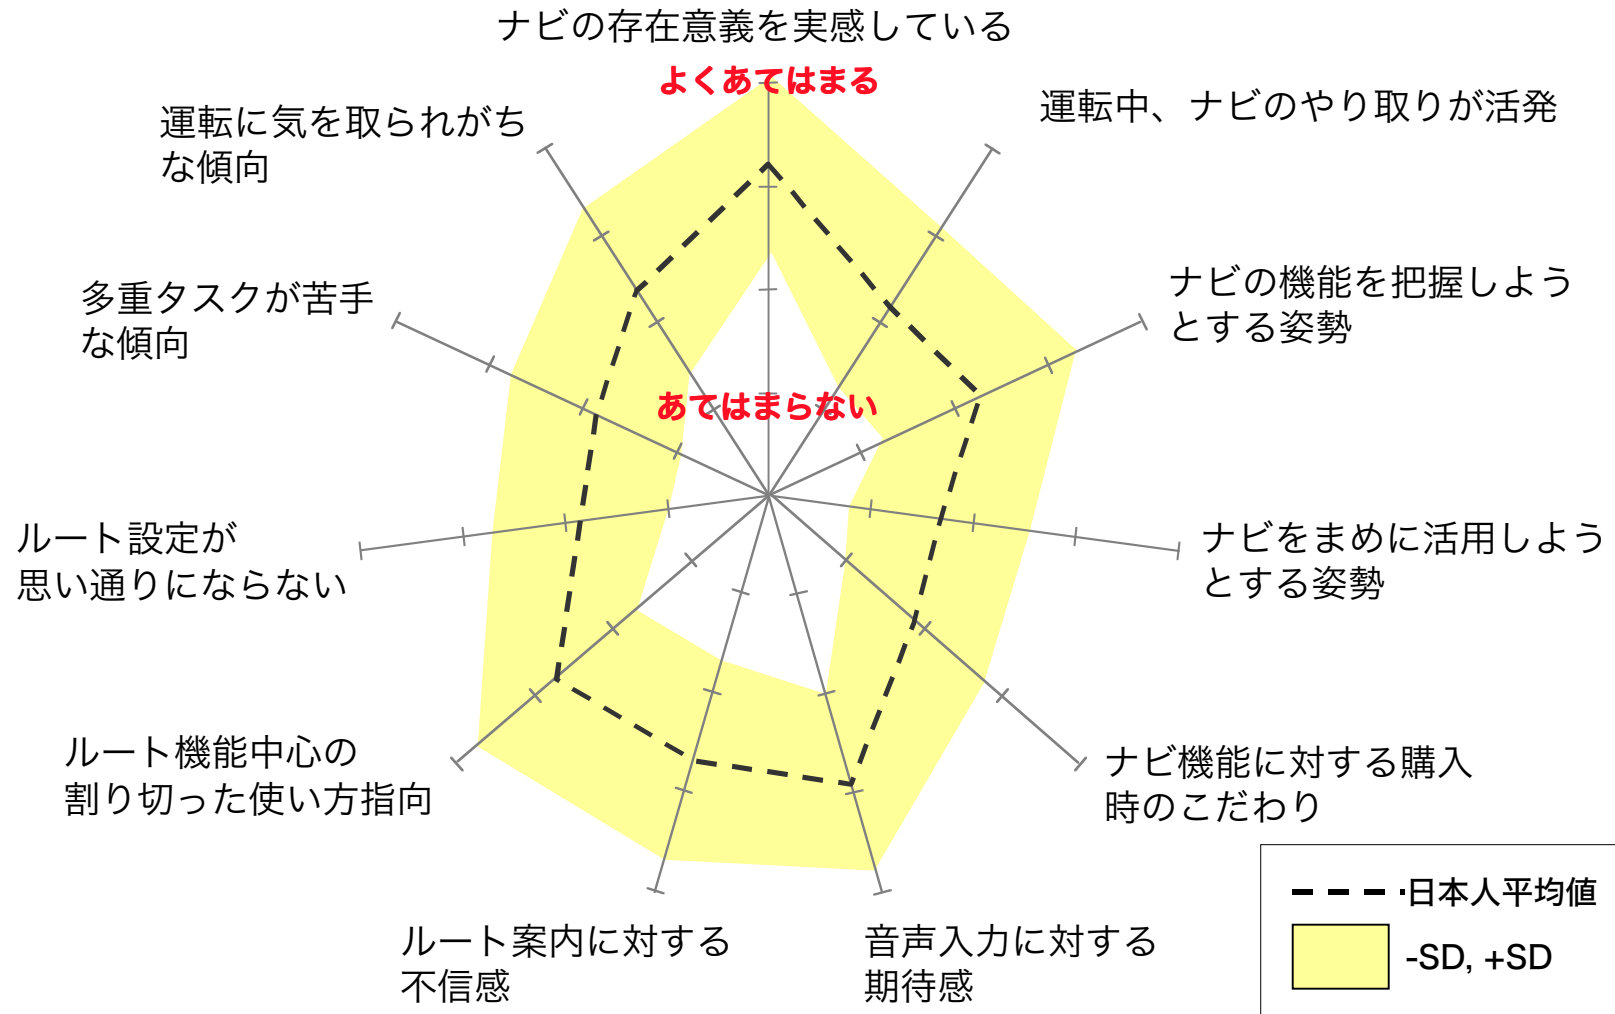 ナビの存在意義を実感している
よくあてはまる
運転中、ナビのやり取りが活発
運転に気を取られがち
な傾向
ナビの機能を把握しよう
とする姿勢
多重タスクが苦手
な傾向
あてはまらない
ナビをまめに活用しよう
とする姿勢
ルート設定が
思い通りにならない
ナビ機能に対する購入
時のこだわり
ルート機能中心の
割り切った使い方指向
ルート案内に対する
不信感
音声入力に対する
期待感
日本人平均値
-SD, +SD